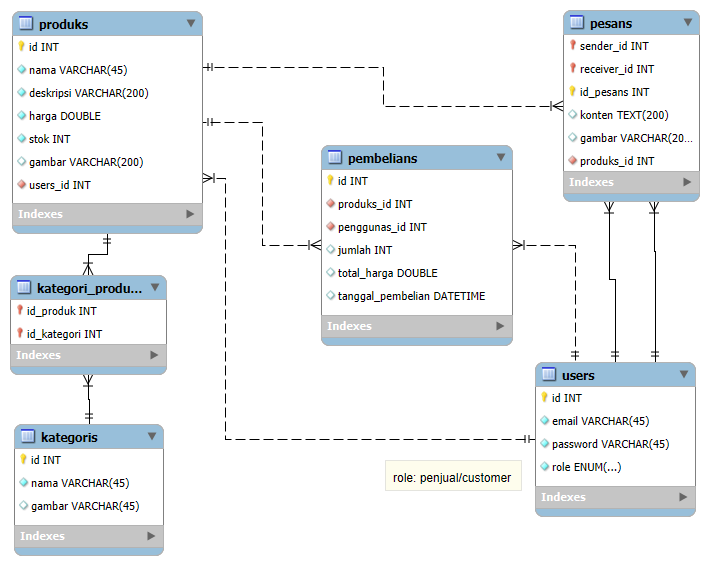 produks
id INT
nama VARCHAR(45)
deskripsi VARCHAR(200)
harga DOUBLE
stok INT
gambar VARCHAR(200)
users_id INT
Indexes
pesans
sender_id INT
receiver_id INT
id_pesans INT
konten TEXT(200)
gambar VARCHAR(20...
produks_id INT
Indexes
pembelians
id INT
produks_id INT
penggunas_id INT
jumlah INT
total_harga DOUBLE
tanggal_pembelian DATETIME
Indexes
kategori_produ...
id_produk INT
id_kategori INT
Indexes
users
id INT
email VARCHAR(45)
password VARCHAR(45)
role ENUM(...)
Indexes
kategoris
id INT
nama VARCHAR(45)
gambar VARCHAR(45)
Indexes
role: penjual/customer